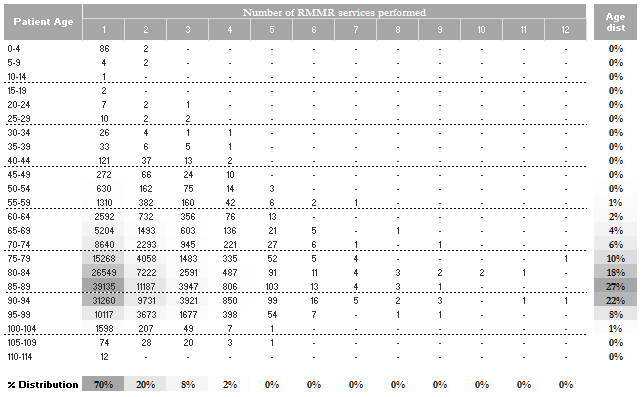 Patient Age Number of RMMR services performed Age dist
1 2 3 4 5 6 7 8 9 10 11 12
0-4 86 2 - - - - - - - - - - 0%
5-9 4 2 - - - - - - - - - - 0%
10-14 1 - - - - - - - - - - - 0%
15-19 2 - - - - - - - - - - - 0%
20-24 7 2 1 - - - - - - - - - 0%
25-29 10 2 2 - - - - - - - - - 0%
30-34 26 4 1 1 - - - - - - - - 0%
35-39 33 6 5 1 - - - - - - - - 0%
40-44 121 37 13 2 - - - - - - - - 0%
45-49 272 66 24 10 - - - - - - - - 0%
50-54 630 162 75 14 3 - - - - - - - 0%
55-59 1310 382 160 42 6 2 1 - - - - - 1%
60-64 2592 732 356 76 13 - - - - - - - 2%
65-69 5204 1493 603 136 21 5 - 1 - - - - 4%
70-74 8640 2293 945 221 27 6 1 - 1 - - - 6%
75-79 15268 4058 1483 335 52 5 4 - - - - 1 10%
80-84 26549 7222 2591 487 91 11 4 3 2 2 1 - 18%
85-89 39135 11187 3947 806 103 13 4 3 1 - - - 27%
90-94 31260 9731 3921 850 99 16 5 2 3 - 1 1 22%
95-99 10117 3673 1677 398 54 7 - 1 1 - - - 8%
100-104 1598 207 49 7 1 - - - - - - - 1%
105-109 74 28 20 3 1 - - - - - - - 0%
110-114 12 - - - - - - - - - - - 0%
% Distribution 70% 20% 8% 2% 0% 0% 0% 0% 0% 0% 0% 0%